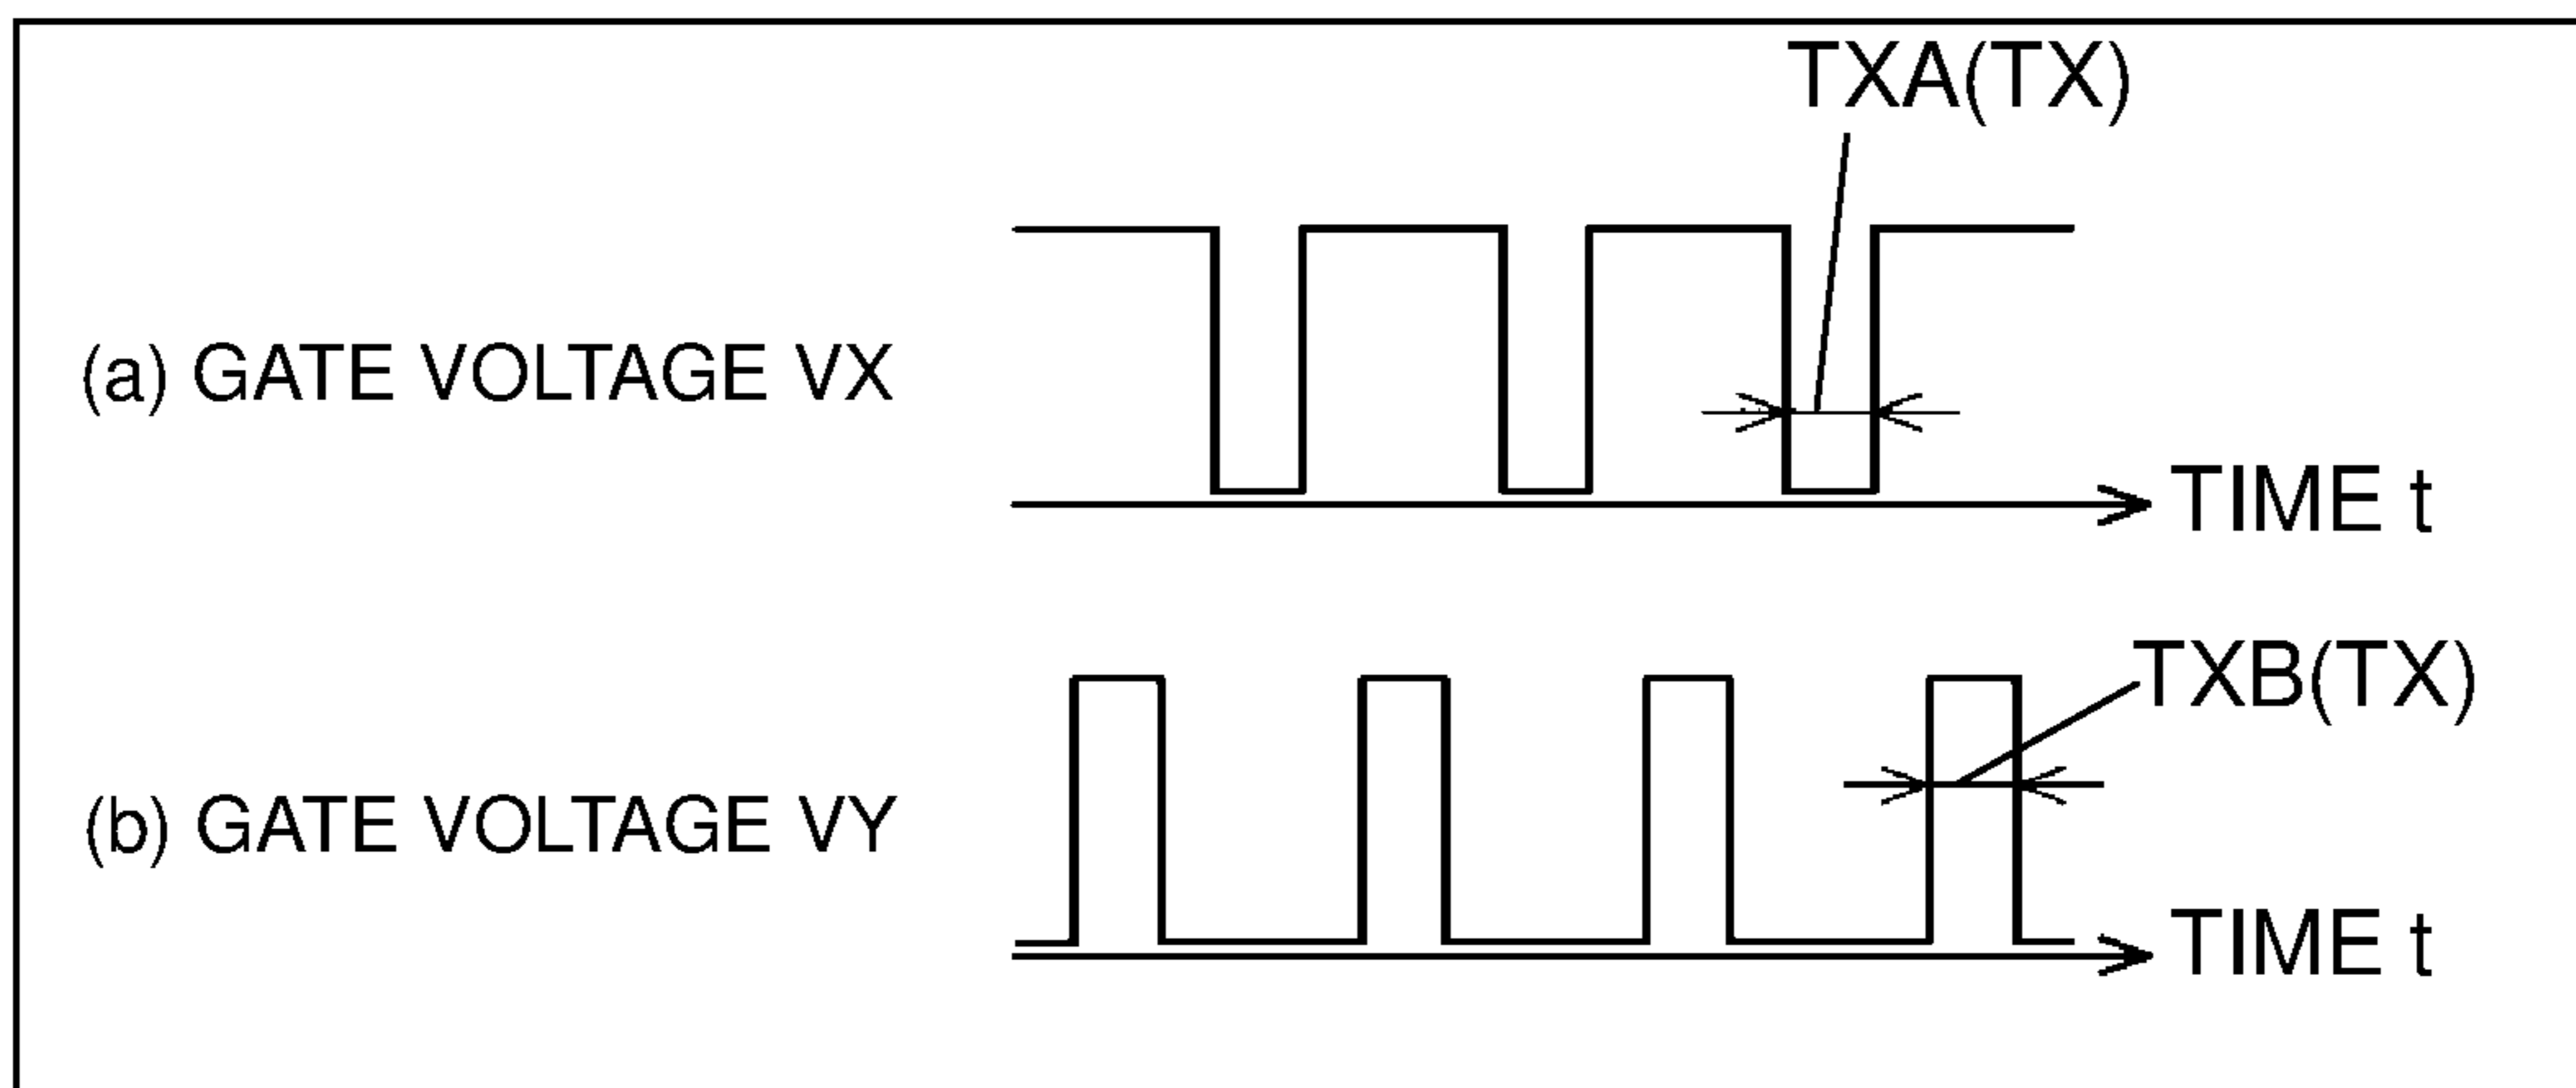 TXA(TX)
(a) GATE VOLTAGE VX
TIME t
TXB(TX)
(b) GATE VOLTAGE VY
TIME t